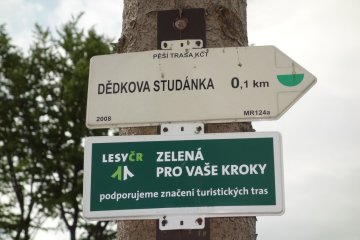 PĚŠÍ TRASA KČT
DĚDKOVA STUDÁNKA 0,1 km
2008 MR124a
LESYČR ZELENÁ
PRO VAŠE KROKY
podporujeme značení turistických tras